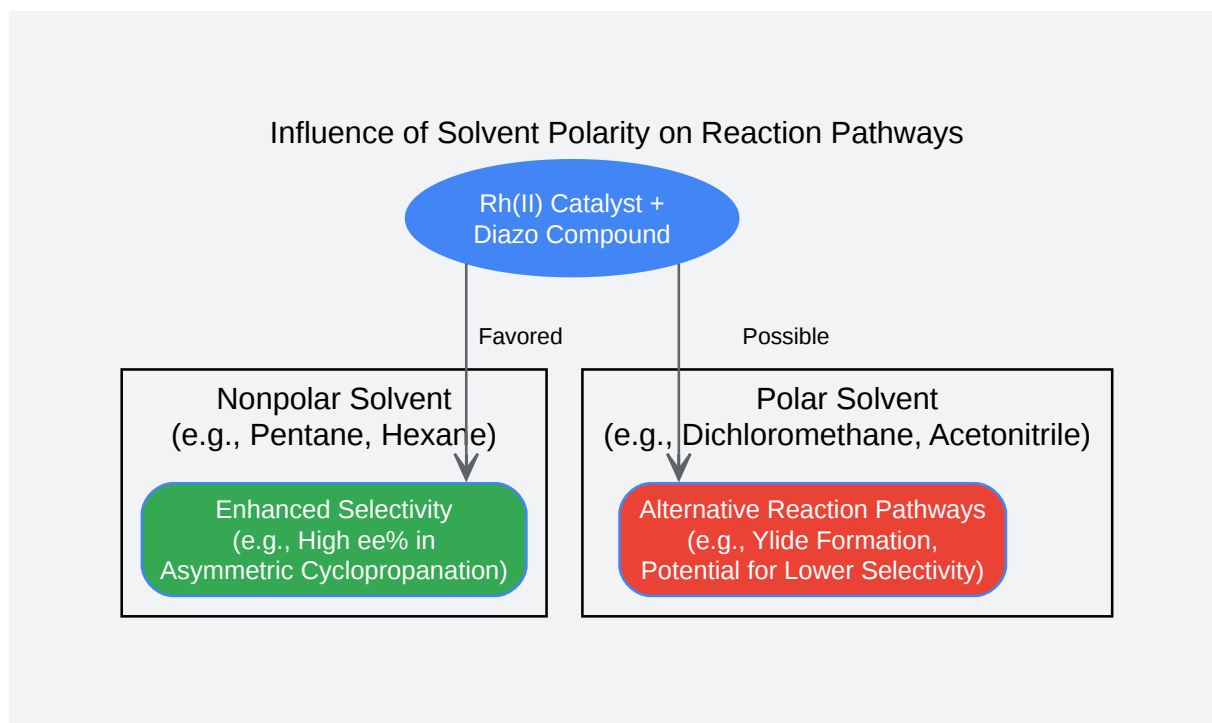 Influence of Solvent Polarity on Reaction Pathways
Rh(II) Catalyst +
Diazo Compound
Favored
Possible
Nonpolar Solvent
(e.g., Pentane, Hexane)
Enhanced Selectivity
(e.g., High ee% in
Asymmetric Cyclopropanation)
Polar Solvent
(e.g., Dichloromethane, Acetonitrile)
Alternative Reaction Pathways
(e.g., Ylide Formation,
Potential for Lower Selectivity)